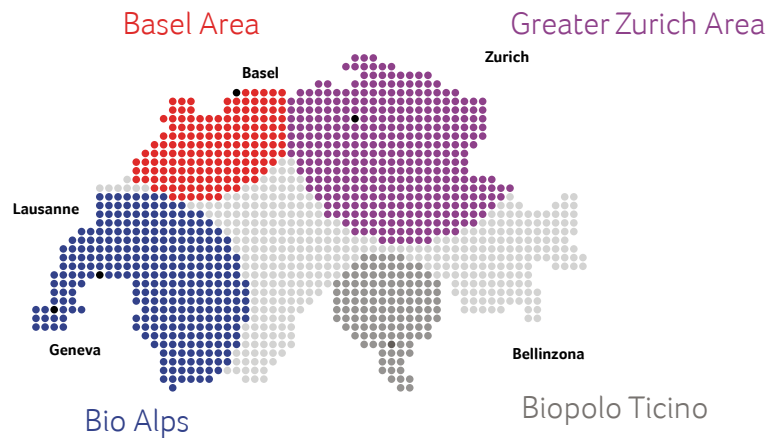 Basel Area
Greater Zurich Area
Zurich
Basel
Lausanne
Geneva
Bellinzona
Bio Alps
Biopolo Ticino